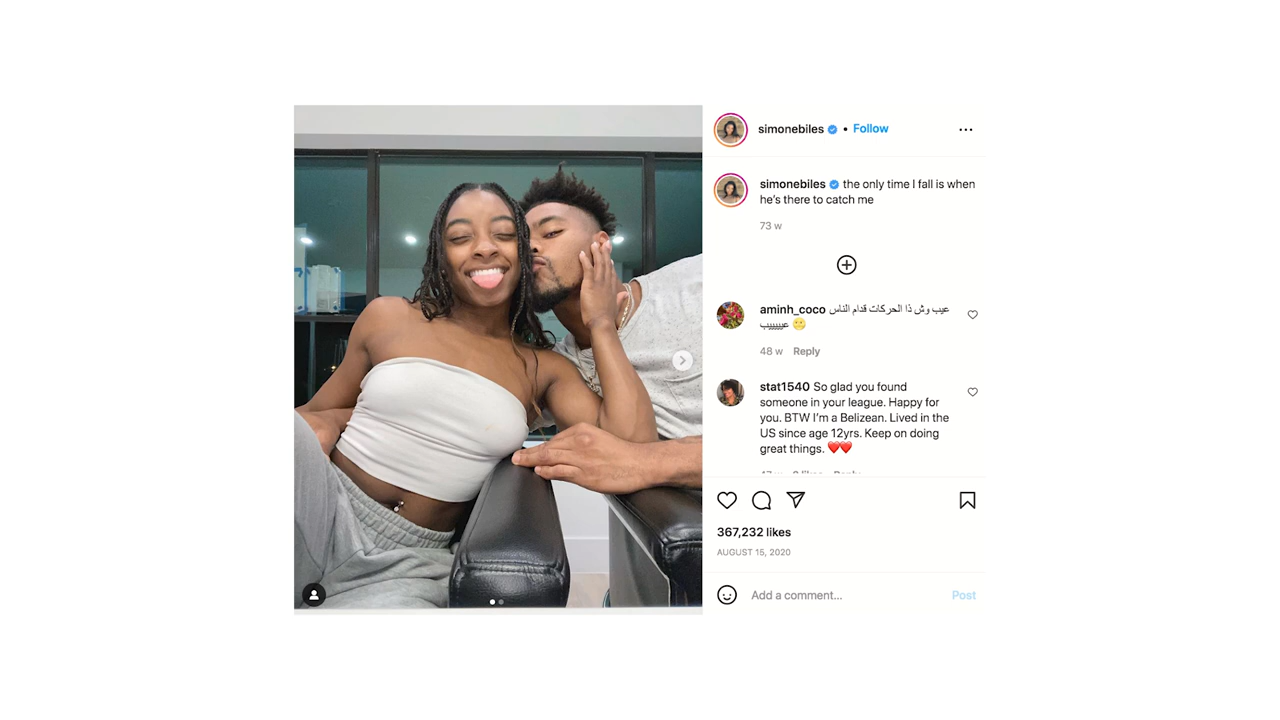 simonebiles • Follow
simonebiles the only time I fall is when
he's there to catch me
73 w
aminh_coco عيب وش ذا الحركات قدام الناس
عيييييب 😬
48 w Reply
stat1540 So glad you found
someone in your league. Happy for
you. BTW I'm a Belizean. Lived in the
US since age 12yrs. Keep on doing
great things. ❤️❤️
367,232 likes
AUGUST 15, 2020
Add a comment... Post